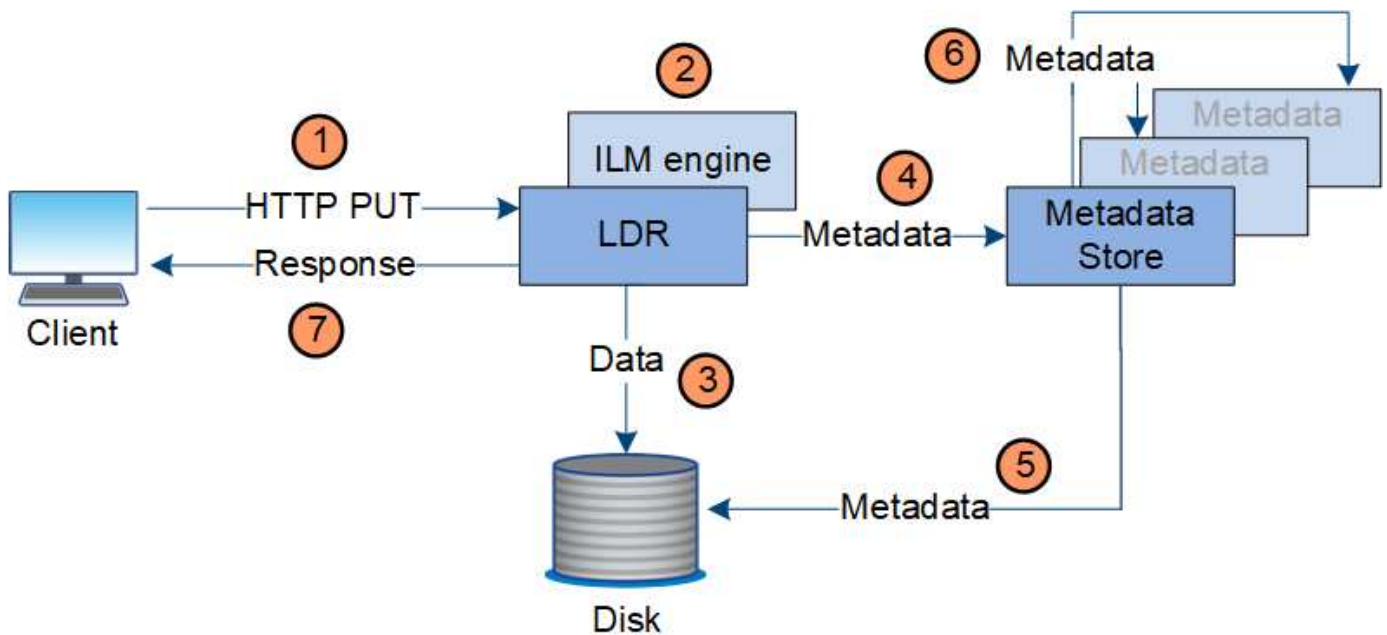 6
Metadata
2
Metadata
1
Metadata
ILM engine
4
HTTP PUT
LDR
Metadata
Metadata
Store
Response
Client
7
Data
3
5
Metadata
Disk